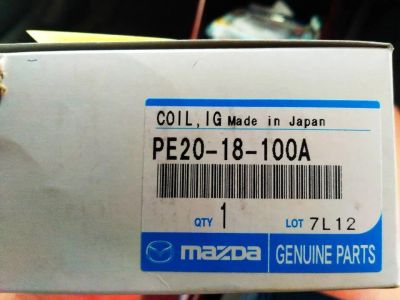 COIL,IG Made in Japan
PE20-18-100A
QTY 1 LOT 7L12
mazda GENUINE PARTS